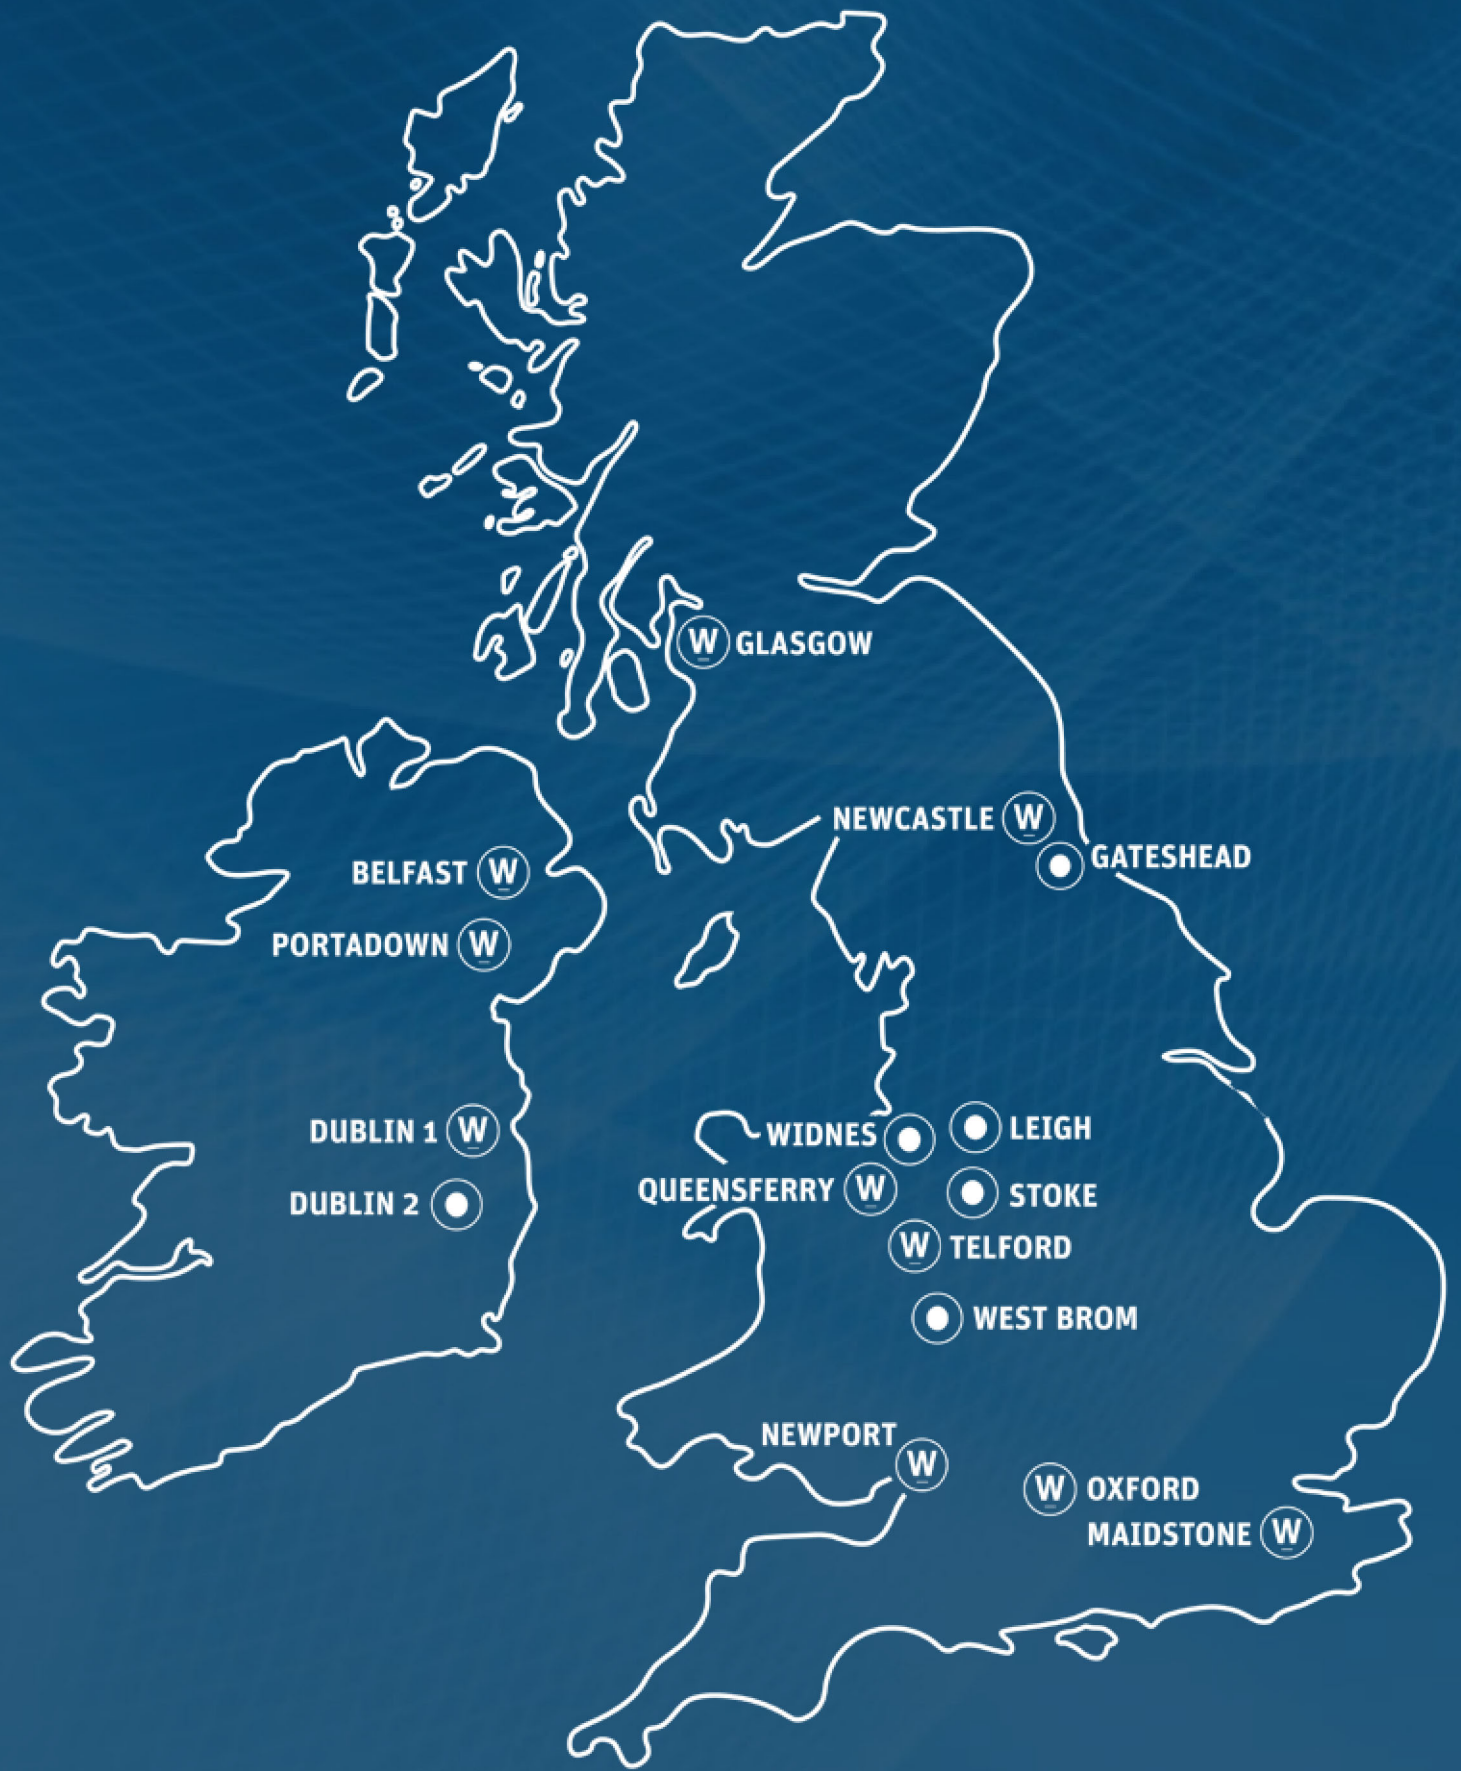 W GLASGOW
NEWCASTLE W
GATESHEAD
BELFAST W
PORTADOWN W
DUBLIN 1 W
WIDNES
LEIGH
QUEENSFERRY W
STOKE
DUBLIN 2
W TELFORD
WEST BROM
NEWPORT
W
W OXFORD
MAIDSTONE W